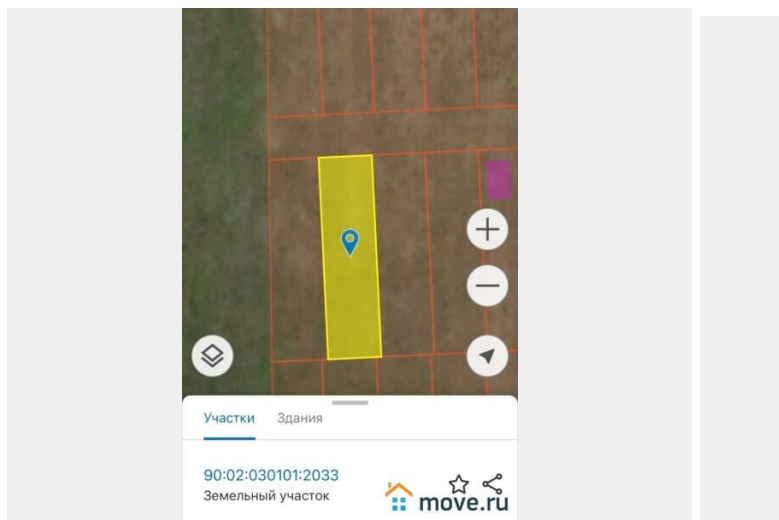 Участки Здания
90:02:030101:2033
Земельный участок
move.ru